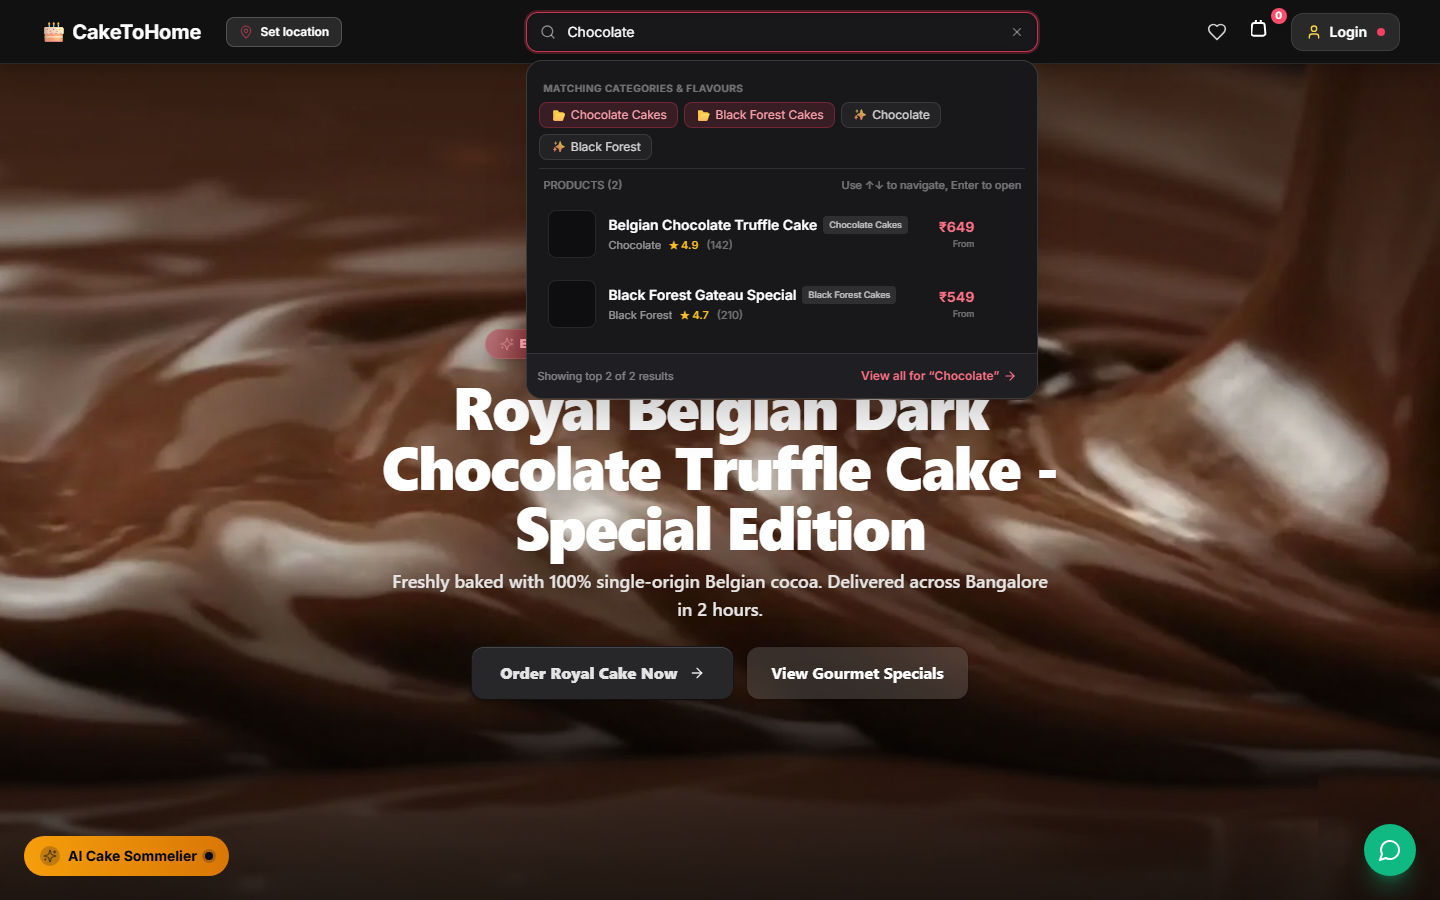 CakeToHome
Set location
Chocolate
0
Login
MATCHING CATEGORIES & FLAVOURS
Chocolate Cakes
Black Forest Cakes
Chocolate
Black Forest
PRODUCTS (2)
Use ↑↓ to navigate, Enter to open
Belgian Chocolate Truffle Cake
Chocolate Cakes
₹649
Chocolate ★ 4.9 (142)
From
Black Forest Gateau Special
Black Forest Cakes
₹549
Black Forest ★ 4.7 (210)
From
Showing top 2 of 2 results
View all for “Chocolate” →
Royal Belgian Dark
Chocolate Truffle Cake -
Special Edition
Freshly baked with 100% single-origin Belgian cocoa. Delivered across Bangalore
in 2 hours.
Order Royal Cake Now →
View Gourmet Specials
AI Cake Sommelier